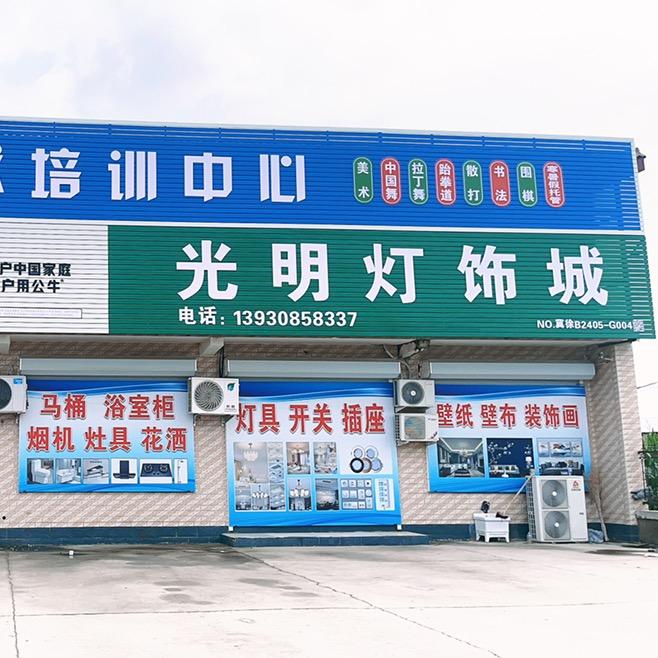 培训中心
美术 中国舞 拉丁舞 跆拳道 散打 书法 围棋 寒暑假托管
户中国家庭
户用公牛
光明灯饰城
电话：13930858337
NO.冀徐B2405-G004
马桶 浴室柜
烟机 灶具 花洒
灯具 开关 插座
壁纸 壁布 装饰画